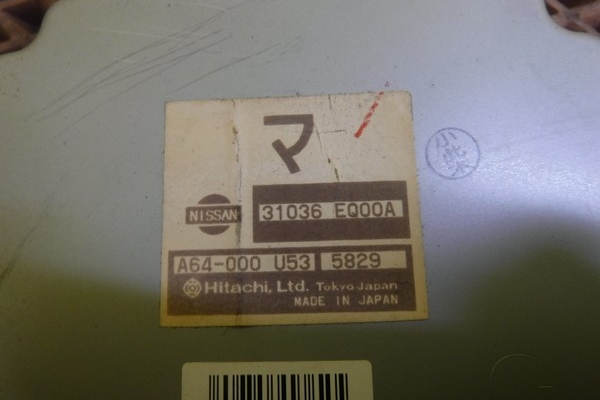 マ
NISSAN
31036 EQ00A
A64-000 U53 5829
Hitachi, Ltd. Tokyo Japan
MADE IN JAPAN